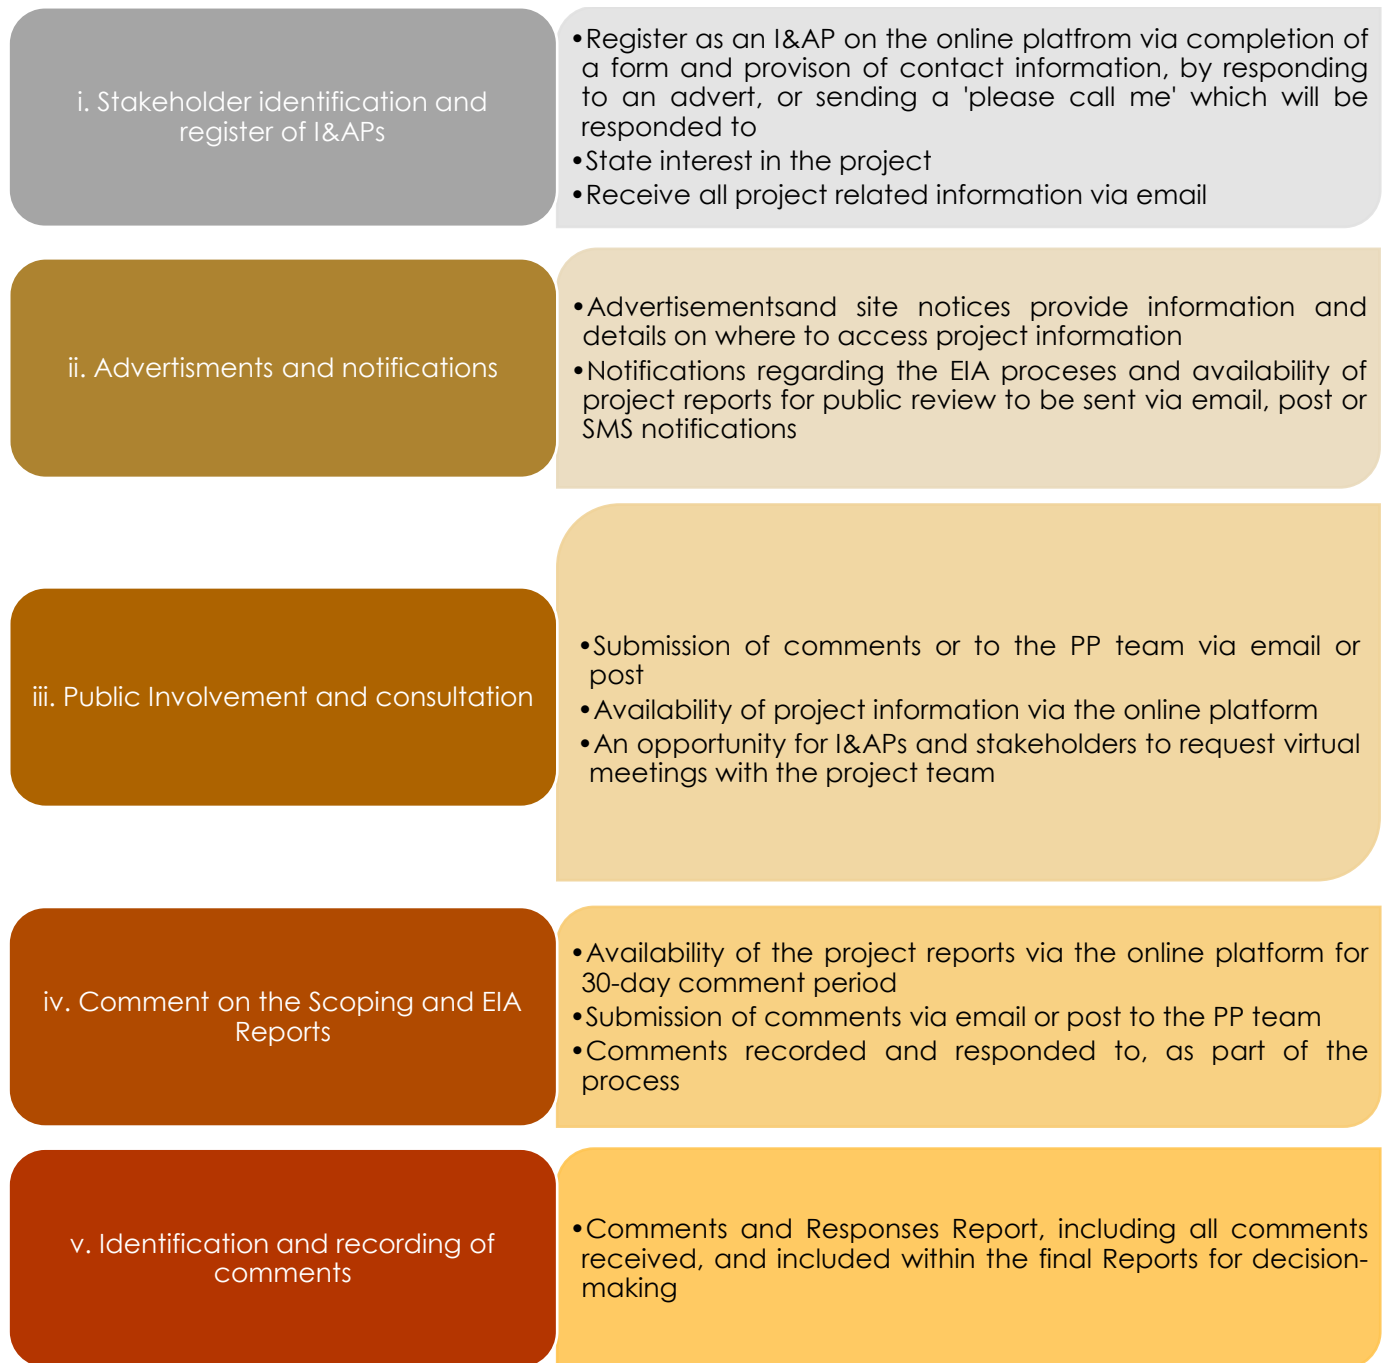 i. Stakeholder identification and
register of I&APs
•Register as an I&AP on the online platfrom via completion of
a form and provison of contact information, by responding
to an advert, or sending a 'please call me' which will be
responded to
•State interest in the project
•Receive all project related information via email
ii. Advertisments and notifications
•Advertisementsand site notices provide information and
details on where to access project information
•Notifications regarding the EIA proceses and availability of
project reports for public review to be sent via email, post or
SMS notifications
iii. Public Involvement and consultation
•Submission of comments or to the PP team via email or
post
•Availability of project information via the online platform
•An opportunity for I&APs and stakeholders to request virtual
meetings with the project team
iv. Comment on the Scoping and EIA
Reports
•Availability of the project reports via the online platform for
30-day comment period
•Submission of comments via email or post to the PP team
•Comments recorded and responded to, as part of the
process
v. Identification and recording of
comments
•Comments and Responses Report, including all comments
received, and included within the final Reports for decision-
making